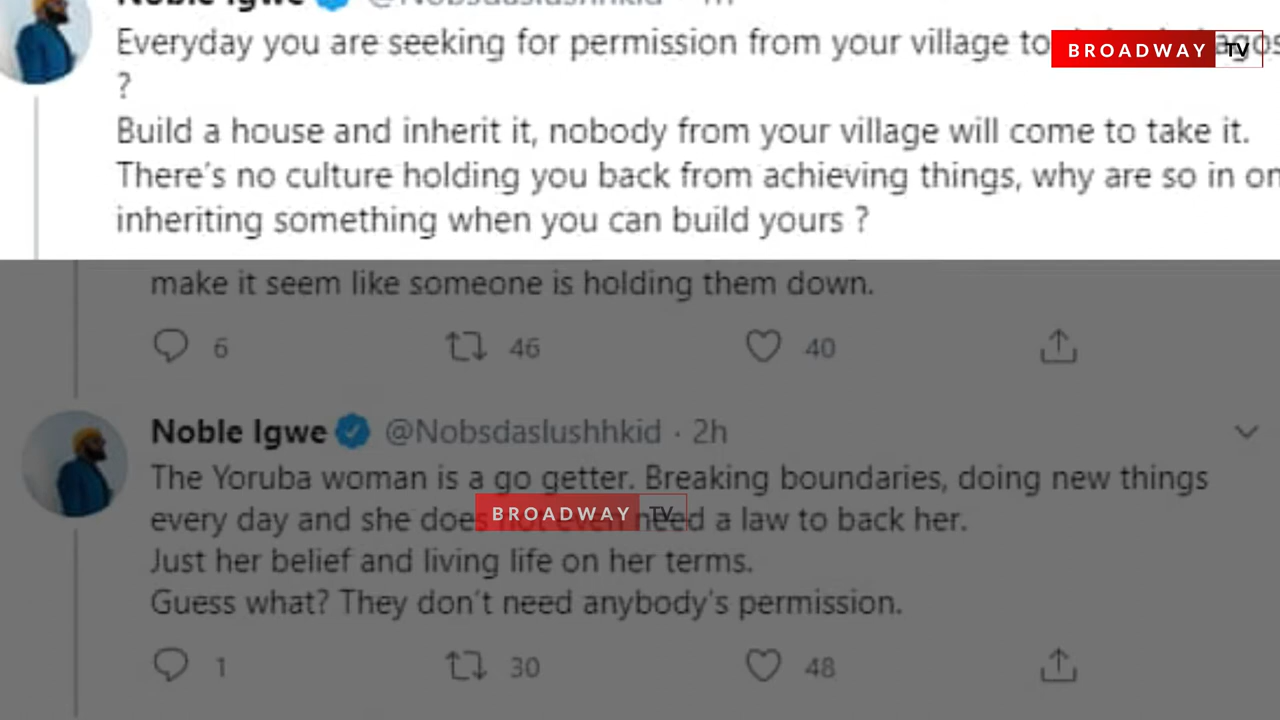 Noble Igwe @Nobsdaslushhkid
Everyday you are seeking for permission from your village to
BROADWAY TV
?
Build a house and inherit it, nobody from your village will come to take it.
There's no culture holding you back from achieving things, why are so in on
inheriting something when you can build yours ?
make it seem like someone is holding them down.
6 46 40
Noble Igwe @Nobsdaslushhkid · 2h
The Yoruba woman is a go getter. Breaking boundaries, doing new things
every day and she does not even need a law to back her.
BROADWAY TV
Just her belief and living life on her terms.
Guess what? They don't need anybody's permission.
1 30 48